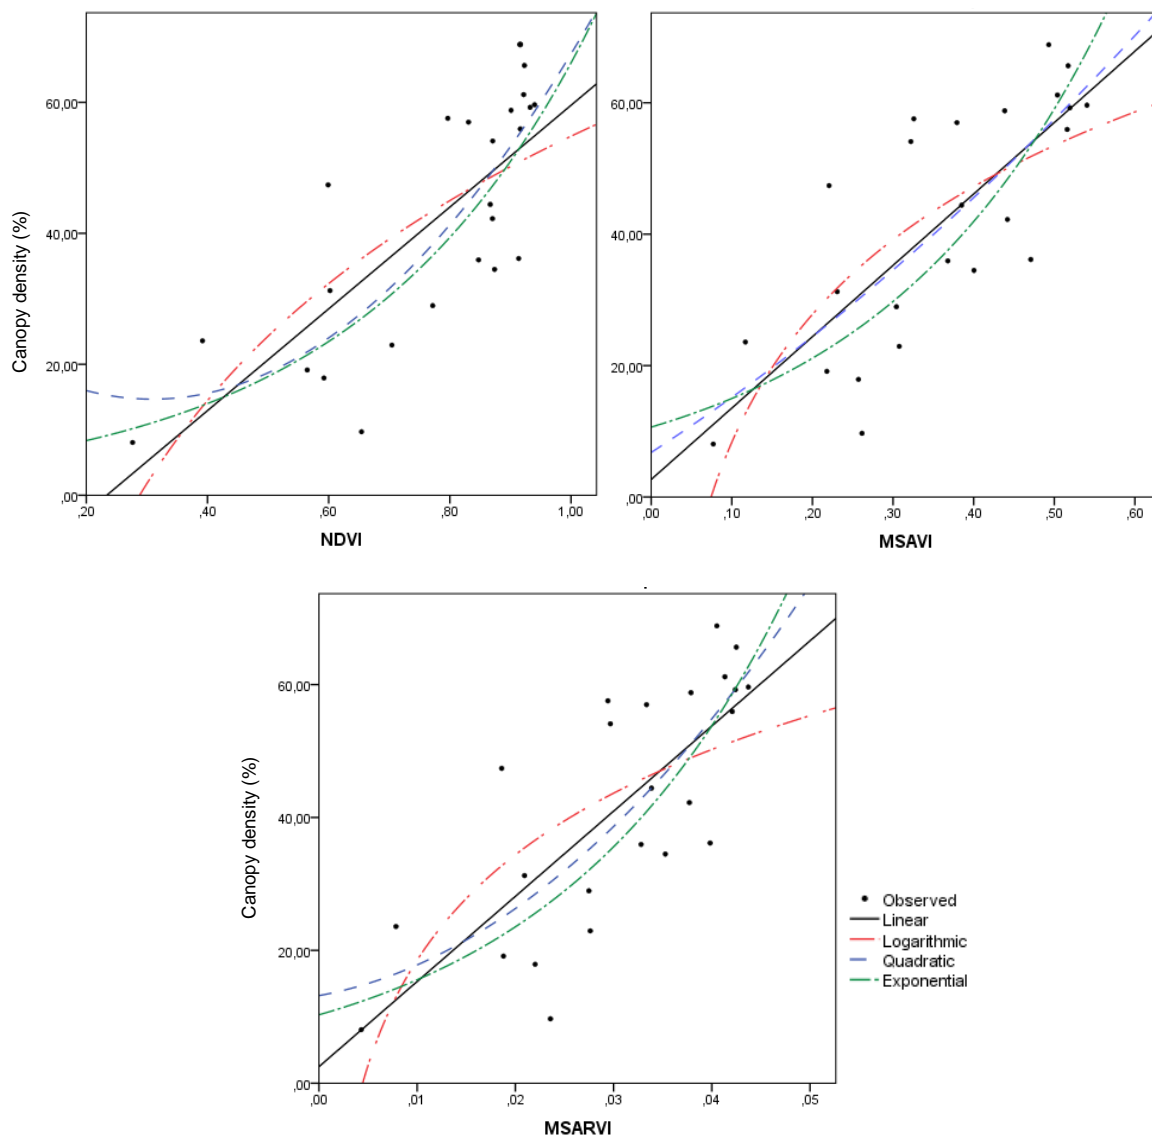 60,00
40,00
20,00
,00
Canopy density (%)
,20 ,40 ,60 ,80 1,00
NDVI
60,00
40,00
20,00
,00
,00 ,10 ,20 ,30 ,40 ,50 ,60
MSAVI
60,00
40,00
20,00
,00
Canopy density (%)
,00 ,01 ,02 ,03 ,04 ,05
MSARVI
Observed
Linear
Logarithmic
Quadratic
Exponential